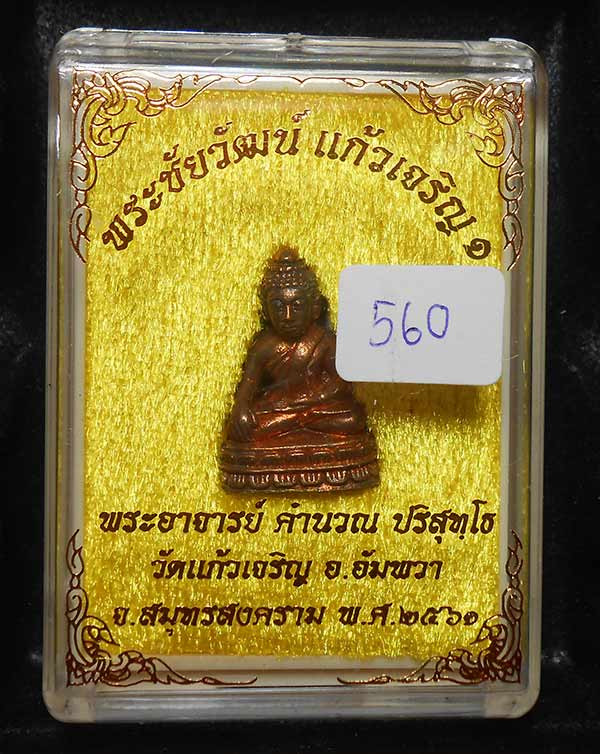 พระชัยวัฒน์ แก้วเจริญ ๑
560
พระอาจารย์ คำนวณ ปริสุทฺโธ
วัดแก้วเจริญ อ.อัมพวา
จ.สมุทรสงคราม พ.ศ.๒๕๖๑